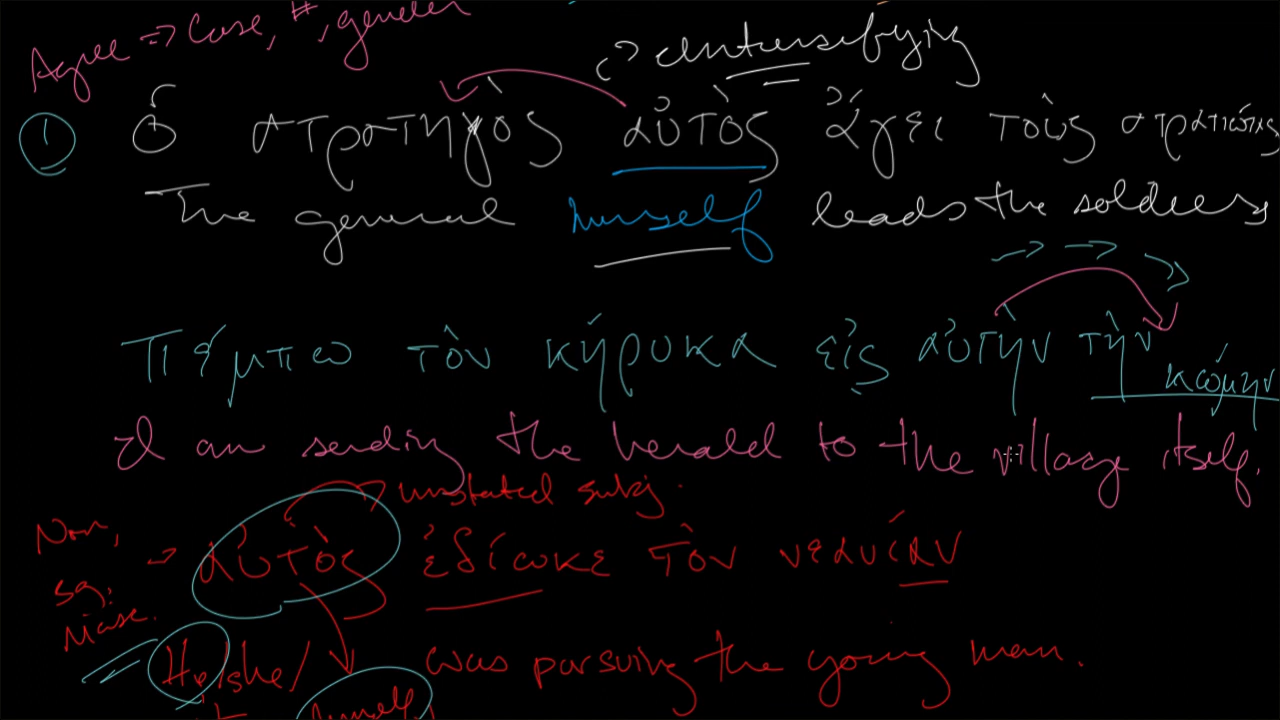 Agree => Case, #, gender
→ intensifying
① ὁ στρατηγὸς αὐτὸς ἄγει τοὺς στρατιώτας
The general himself leads the soldiers
Πέμπω τὸν κήρυκα εἰς αὐτὴν τὴν κώμην
I am sending the herald to the village itself.
→ unstated subj.
Nom, sg, masc.
→ αὐτὸς ἐδίωκε τὸν νεανίαν
He/she/it himself was pursuing the young man.